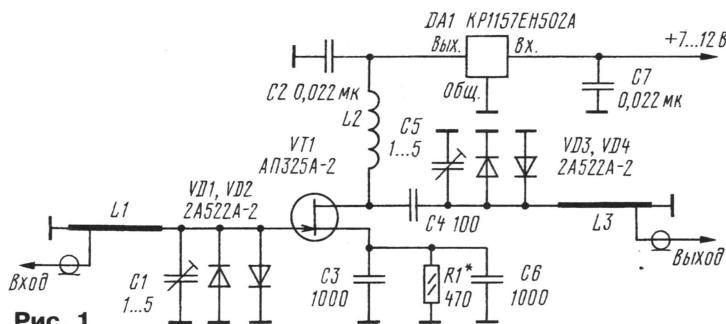 DA1 КР1157ЕН502А
Вых.
Вх.
+7...12 В
Общ.
C2 0,022 мк
C7
0,022 мк
L2
C5
1...5
VT1
АП325А-2
VD3, VD4
2А522А-2
VD1, VD2
2А522А-2
L1
C4 100
L3
Вход
C1
1...5
C3
1000
R1*
470
C6
1000
Выход
Рис. 1